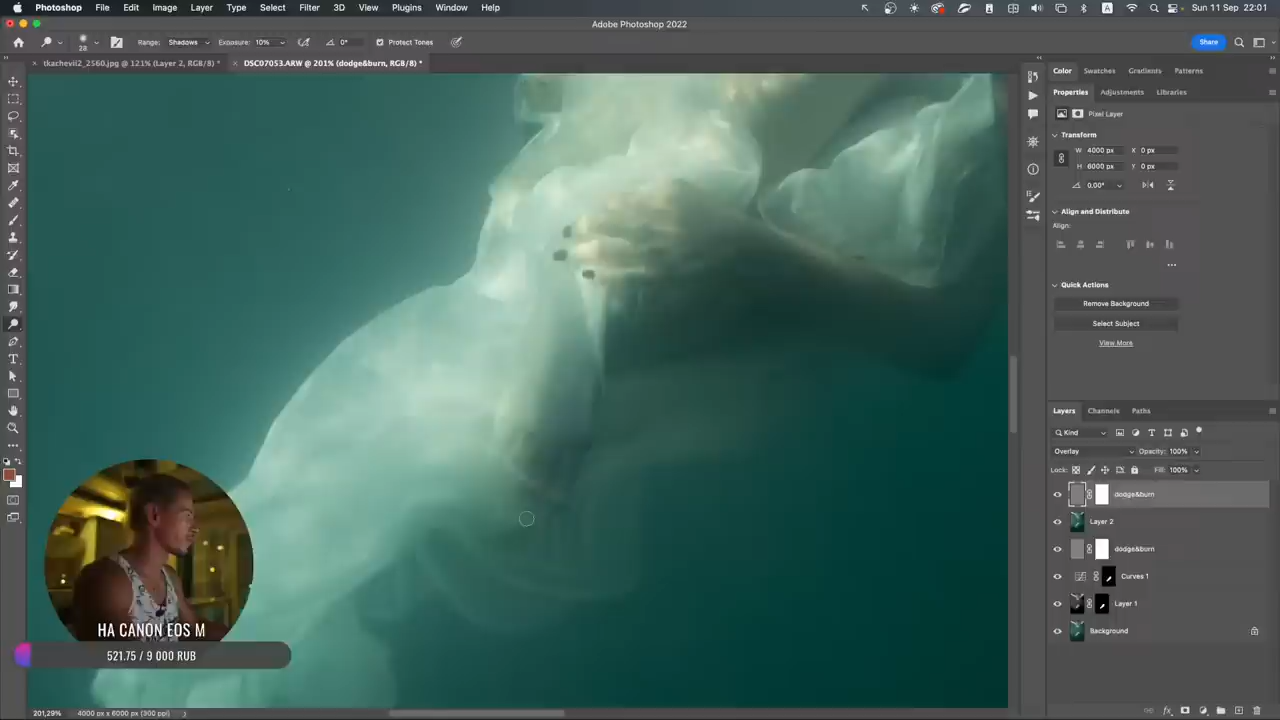 Photoshop File Edit Image Layer Type Select Filter 3D View Plugins Window Help A Sun 11 Sep 22:01
Adobe Photoshop 2022
28 Range: Shadows Exposure: 10% 0° Protect Tones Share
tkachevii2_2560.jpg @ 121% (Layer 2, RGB/8) * DSC07053.ARW @ 201% (dodge&burn, RGB/8) *
Color Swatches Gradients Patterns
Properties Adjustments Libraries
Pixel Layer
Transform
W 4000 px X 0 px
H 6000 px Y 0 px
0.00°
Align and Distribute
Align:
Quick Actions
Remove Background
Select Subject
View More
Layers Channels Paths
Kind
Overlay Opacity: 100%
Lock: Fill: 100%
dodge&burn
Layer 2
dodge&burn
Curves 1
Layer 1
Background
НА CANON EOS M
521.75 / 9 000 RUB
201,29% 4000 px x 6000 px (300 ppi)